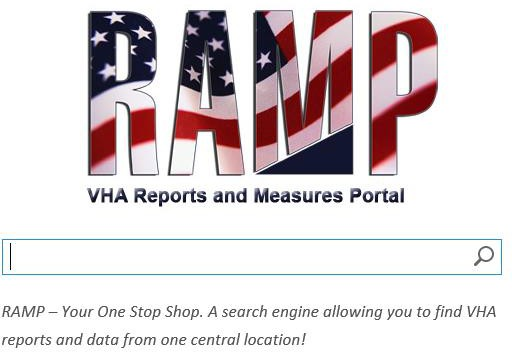 RAMP
VHA Reports and Measures Portal
RAMP – Your One Stop Shop. A search engine allowing you to find VHA
reports and data from one central location!